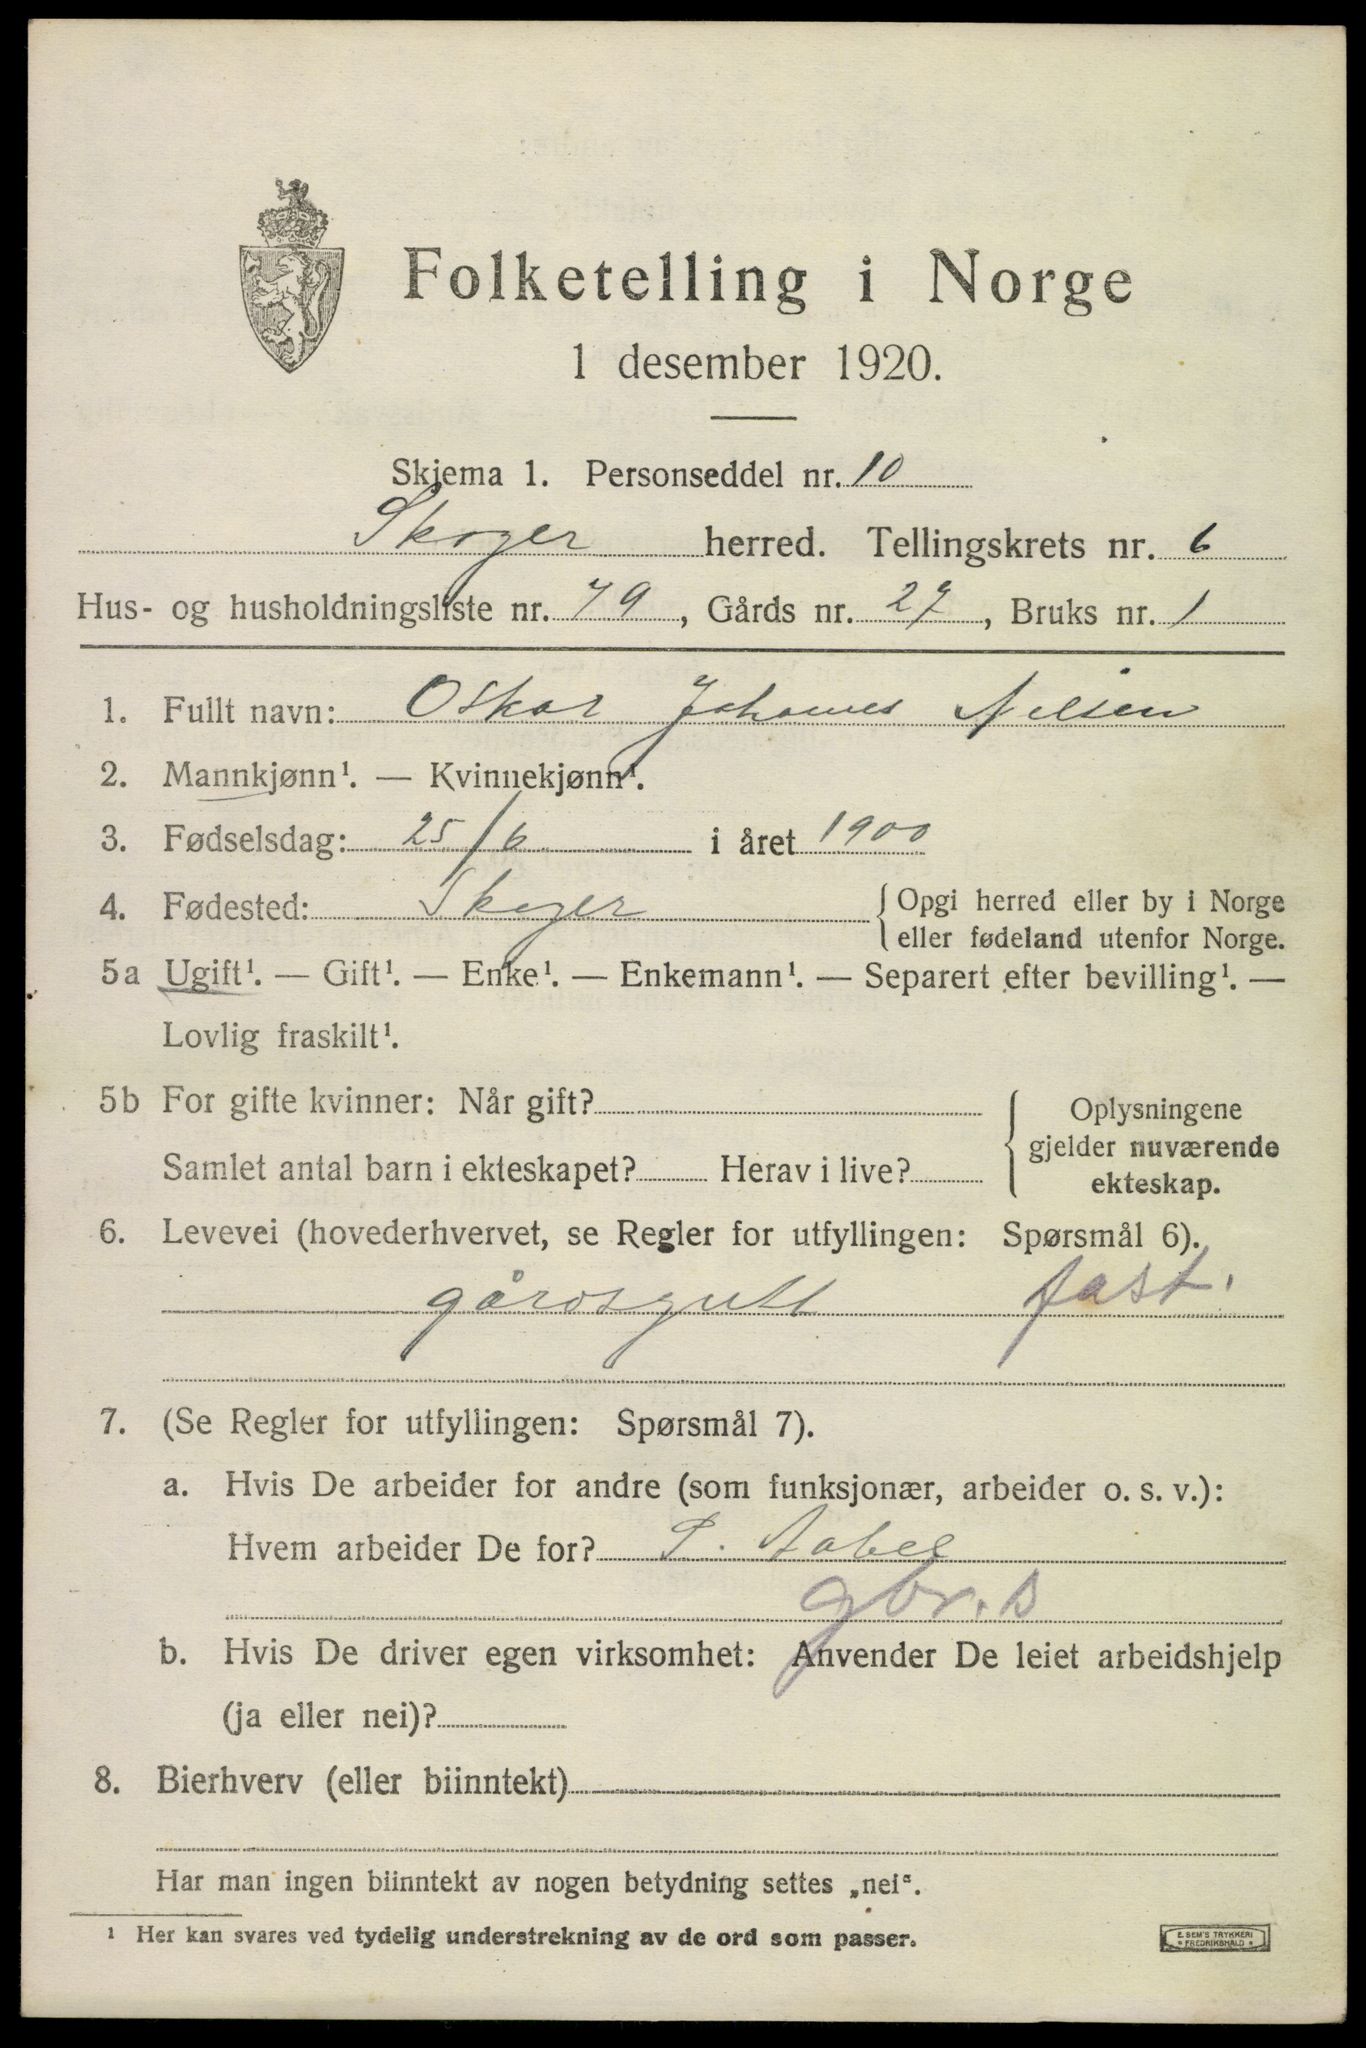 Folketelling i Norge
1 desember 1920.
Skjema 1. Personseddel nr. 10
Skoger herred. Tellingskrets nr. 6
Hus- og husholdningsliste nr. 79, Gårds nr. 27, Bruks nr. 1
1. Fullt navn: Oskar Johannes Nilsen
2. Mannkjønn¹. — Kvinnekjønn¹.
3. Fødselsdag: 25/6 i året 1900
4. Fødested: Skoger { Opgi herred eller by i Norge
eller fødeland utenfor Norge.
5a Ugift¹. — Gift¹. — Enke¹. — Enkemann¹. — Separert efter bevilling¹. —
Lovlig fraskilt¹.
5b For gifte kvinner: Når gift?
Samlet antal barn i ekteskapet? Herav i live?
Oplysningene
gjelder nuværende
ekteskap.
6. Levevei (hovederhvervet, se Regler for utfyllingen: Spørsmål 6).
gårdsgutt fast.
7. (Se Regler for utfyllingen: Spørsmål 7).
a. Hvis De arbeider for andre (som funksjonær, arbeider o. s. v.):
Hvem arbeider De for? P. Aabel
gbr.s
b. Hvis De driver egen virksomhet: Anvender De leiet arbeidshjelp
(ja eller nei)?
8. Bierhverv (eller biinntekt)
Har man ingen biinntekt av nogen betydning settes „nei“.
¹ Her kan svares ved tydelig understrekning av de ord som passer.
E. SEM'S TRYKKERI
* FREDRIKSHALD *